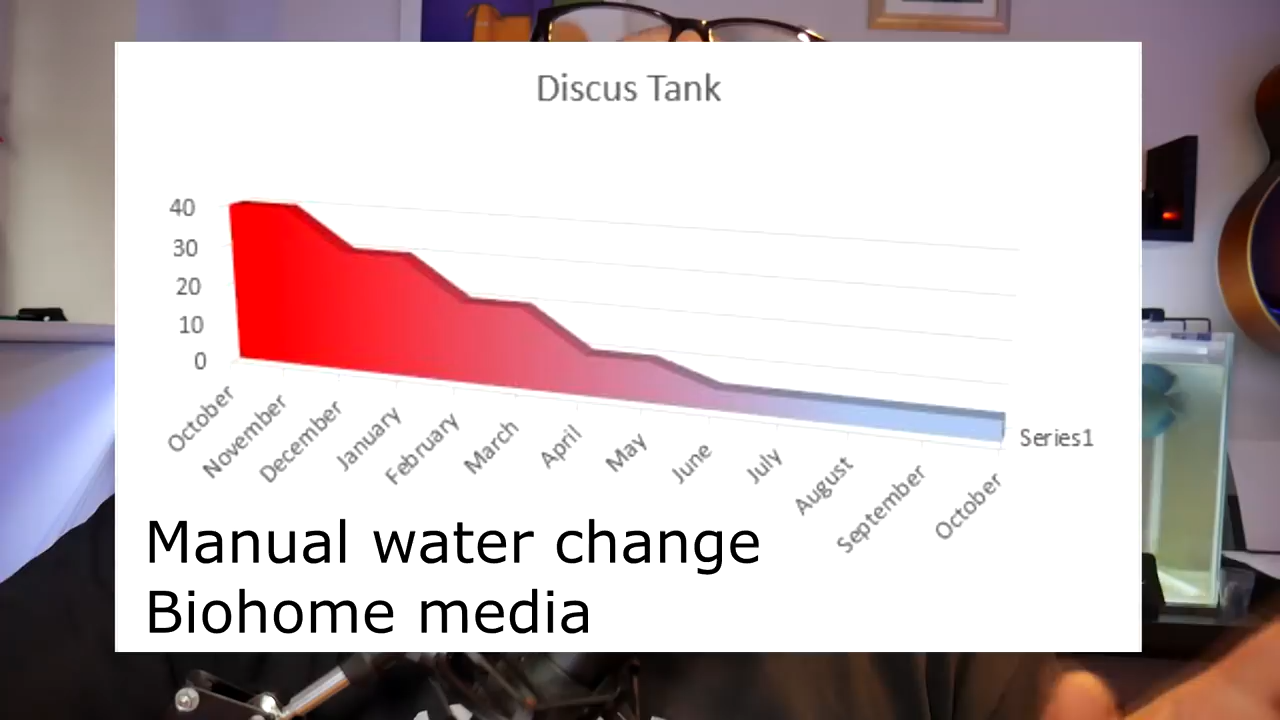 Discus Tank
40
30
20
10
0
October
November
December
January
February
March
April
May
June
July
August
September
October
Series1
Manual water change
Biohome media